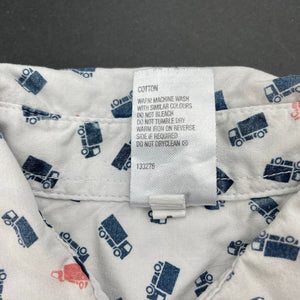 COTTON
WARM MACHINE WASH
WITH SIMILAR COLOURS
DO NOT BLEACH
DO NOT TUMBLE DRY
WARM IRON ON REVERSE
SIDE IF REQUIRED
DO NOT DRYCLEAN
133276